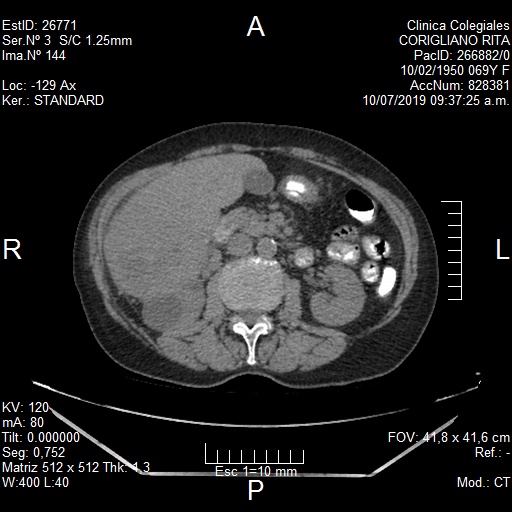 EstID: 26771
Ser.Nº 3 S/C 1.25mm
Ima.Nº 144
Loc: -129 Ax
Ker.: STANDARD
A
Clinica Colegiales
CORIGLIANO RITA
PacID: 266882/0
10/02/1950 069Y F
AccNum: 828381
10/07/2019 09:37:25 a.m.
R
L
KV: 120
mA: 80
Tilt: 0.000000
Seg: 0,752
Matriz 512 x 512 Thk: 1.3
W:400 L:40
Esc 1=10 mm
P
FOV: 41,8 x 41,6 cm
Ref.: -
Mod.: CT